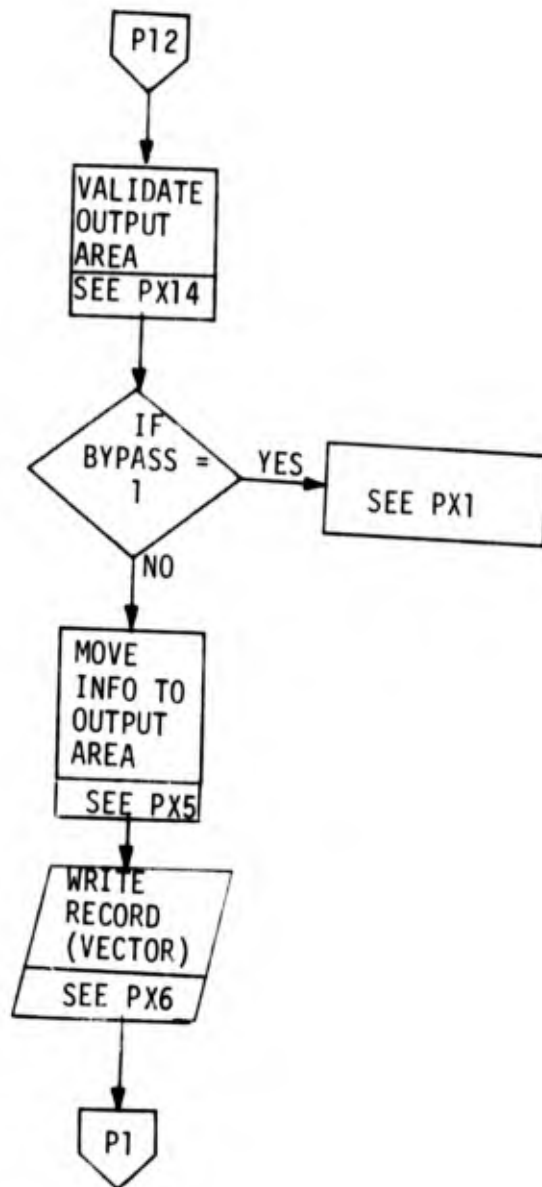 P12
VALIDATE
OUTPUT
AREA
SEE PX14
IF
BYPASS =
1
YES
SEE PX1
NO
MOVE
INFO TO
OUTPUT
AREA
SEE PX5
WRITE
RECORD
(VECTOR)
SEE PX6
P1